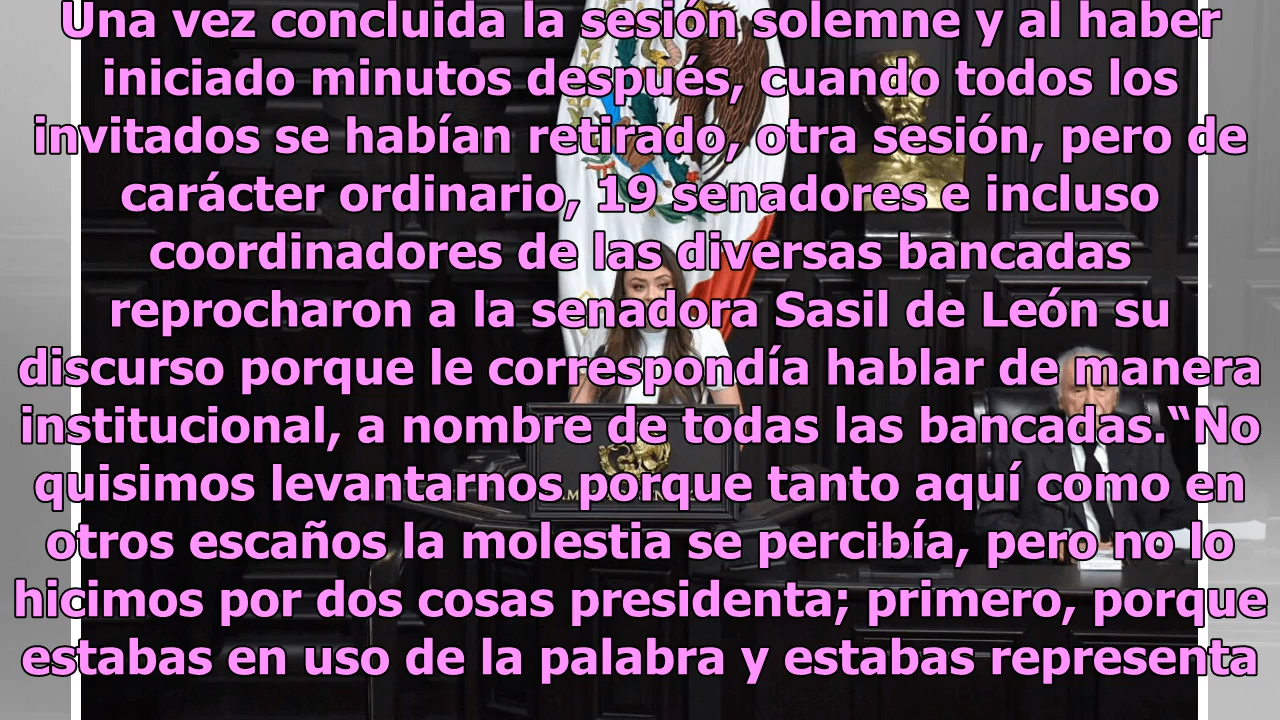 Una vez concluida la sesión solemne y al haber
iniciado minutos después, cuando todos los
invitados se habían retirado, otra sesión, pero de
carácter ordinario, 19 senadores e incluso
coordinadores de las diversas bancadas
reprocharon a la senadora Sasil de León su
discurso porque le correspondía hablar de manera
institucional, a nombre de todas las bancadas.“No
quisimos levantarnos porque tanto aquí como en
otros escaños la molestia se percibía, pero no lo
hicimos por dos cosas presidenta; primero, porque
estabas en uso de la palabra y estabas representa